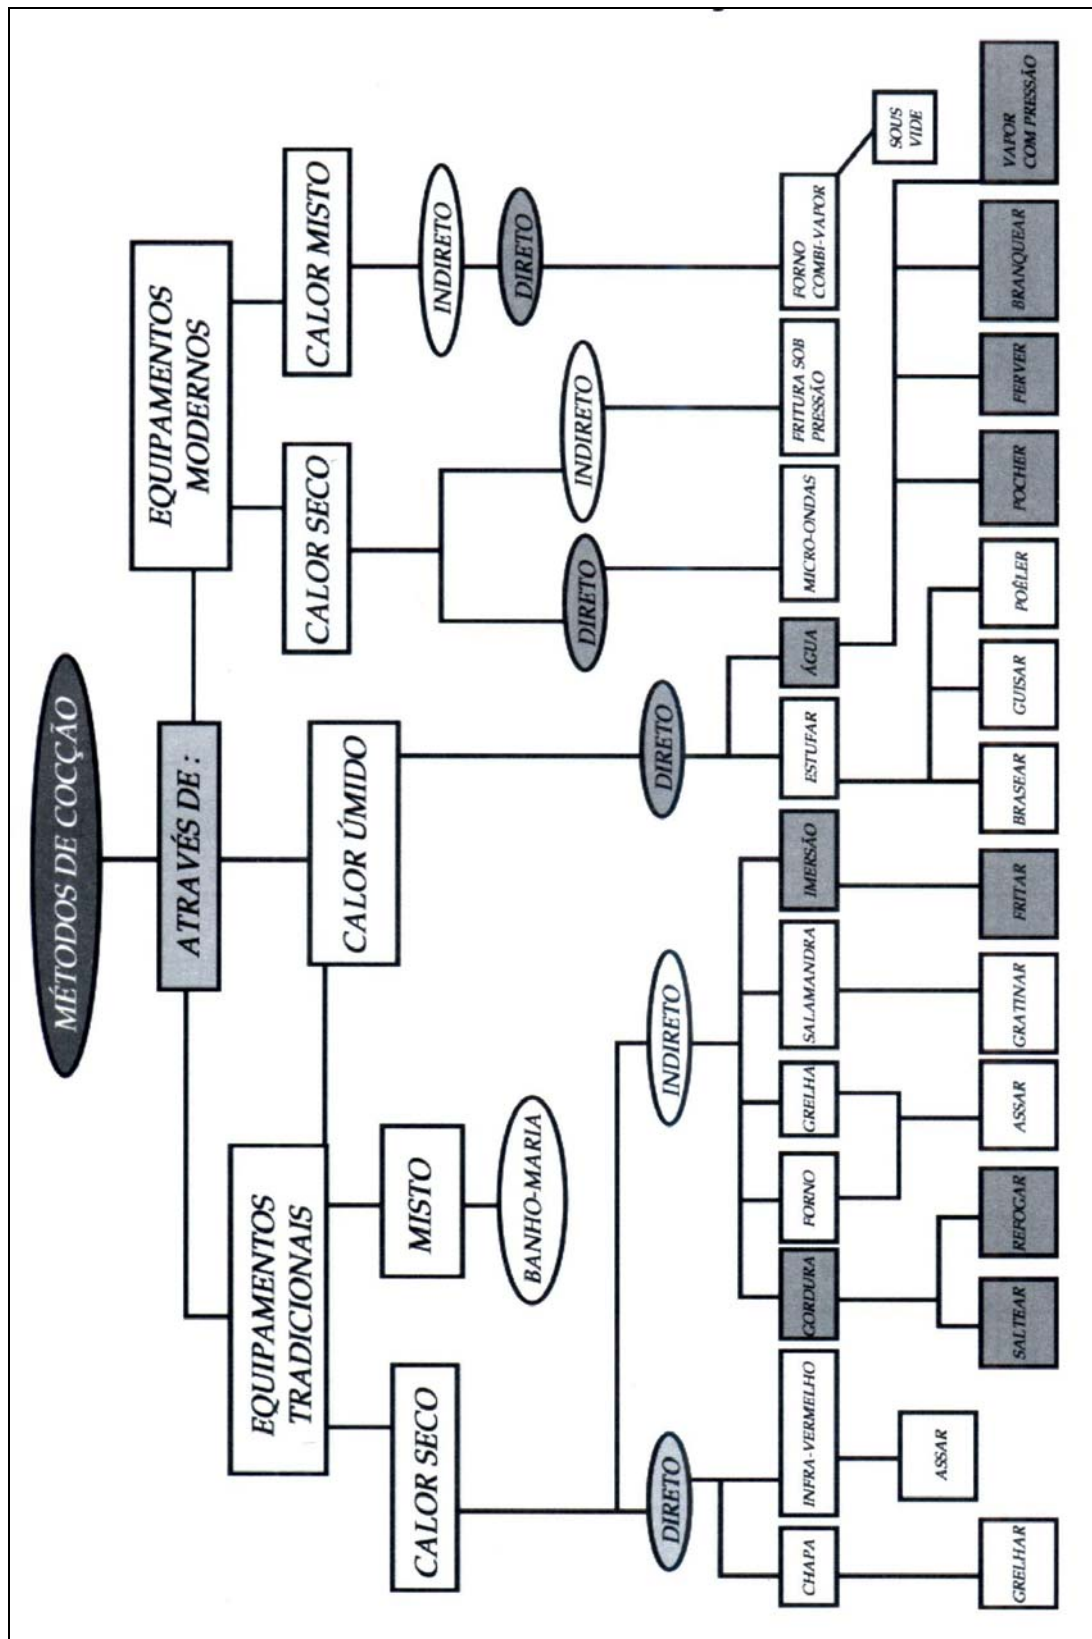 MÉTODOS DE COCÇÃO
ATRAVÉS DE :
EQUIPAMENTOS
TRADICIONAIS
EQUIPAMENTOS
MODERNOS
CALOR SECO
MISTO
BANHO-MARIA
CALOR ÚMIDO
CALOR SECO
CALOR MISTO
DIRETO
INDIRETO
DIRETO
DIRETO
INDIRETO
INDIRETO
DIRETO
CHAPA
INFRA-VERMELHO
GORDURA
FORNO
GRELHA
SALAMANDRA
IMERSÃO
ESTUFAR
ÁGUA
MICRO-ONDAS
FRITURA SOB
PRESSÃO
FORNO
COMBI-VAPOR
SOUS
VIDE
ASSAR
GRELHAR
SALTEAR
REFOGAR
ASSAR
GRATINAR
FRITAR
BRASEAR
GUISAR
POÊLER
POCHER
FERVER
BRANQUEAR
VAPOR
COM PRESSÃO